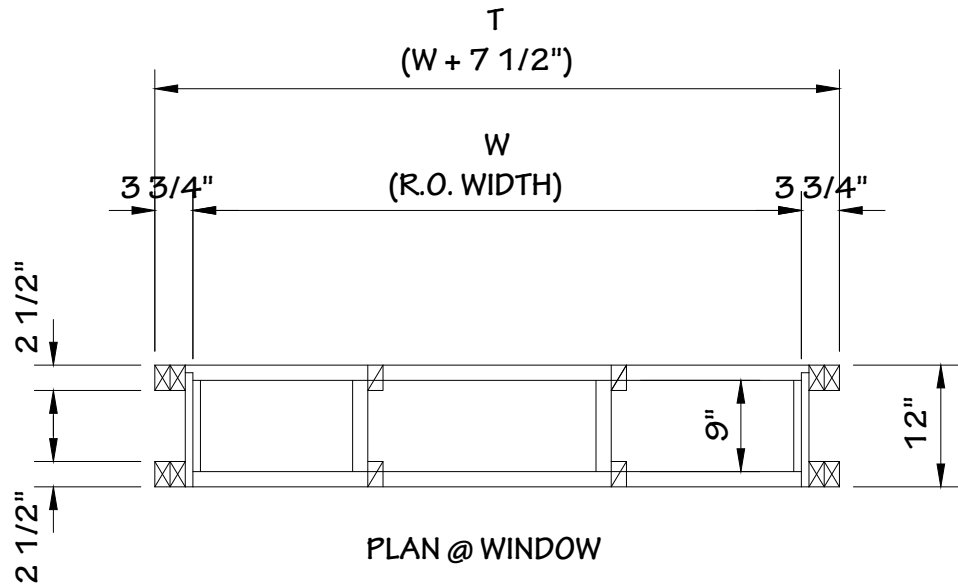 T
(W + 7 1/2")
W
3 3/4" (R.O. WIDTH) 3 3/4"
2 1/2"
9"
12"
2 1/2"
PLAN @ WINDOW